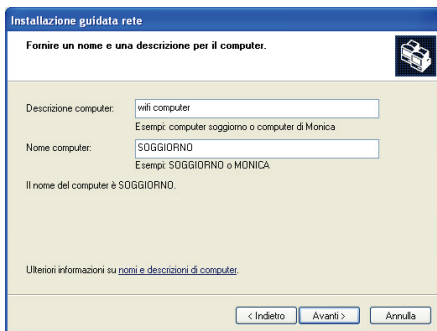 Installazione guidata rete
Fornire un nome e una descrizione per il computer.
Descrizione computer: wifi computer
Esempi: computer soggiorno o computer di Monica
Nome computer: SOGGIORNO
Esempi: SOGGIORNO o MONICA
Il nome del computer è SOGGIORNO.
Ulteriori informazioni su nomi e descrizioni di computer.
< Indietro Avanti > Annulla